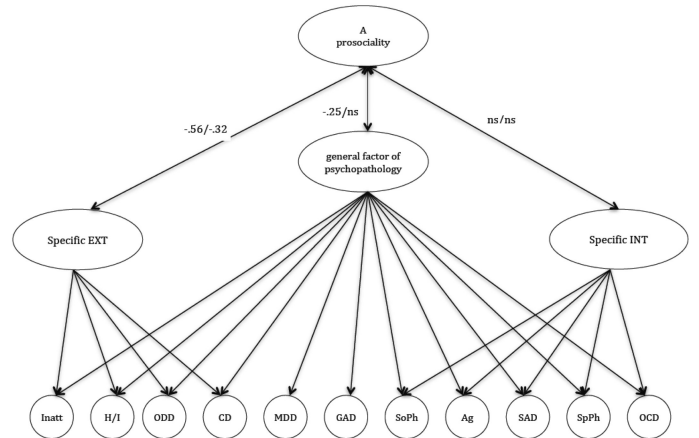 A
prosociality
-.56/-.32
-.25/ns
ns/ns
general factor of
psychopathology
Specific EXT
Specific INT
Inatt
H/I
ODD
CD
MDD
GAD
SoPh
Ag
SAD
SpPh
OCD